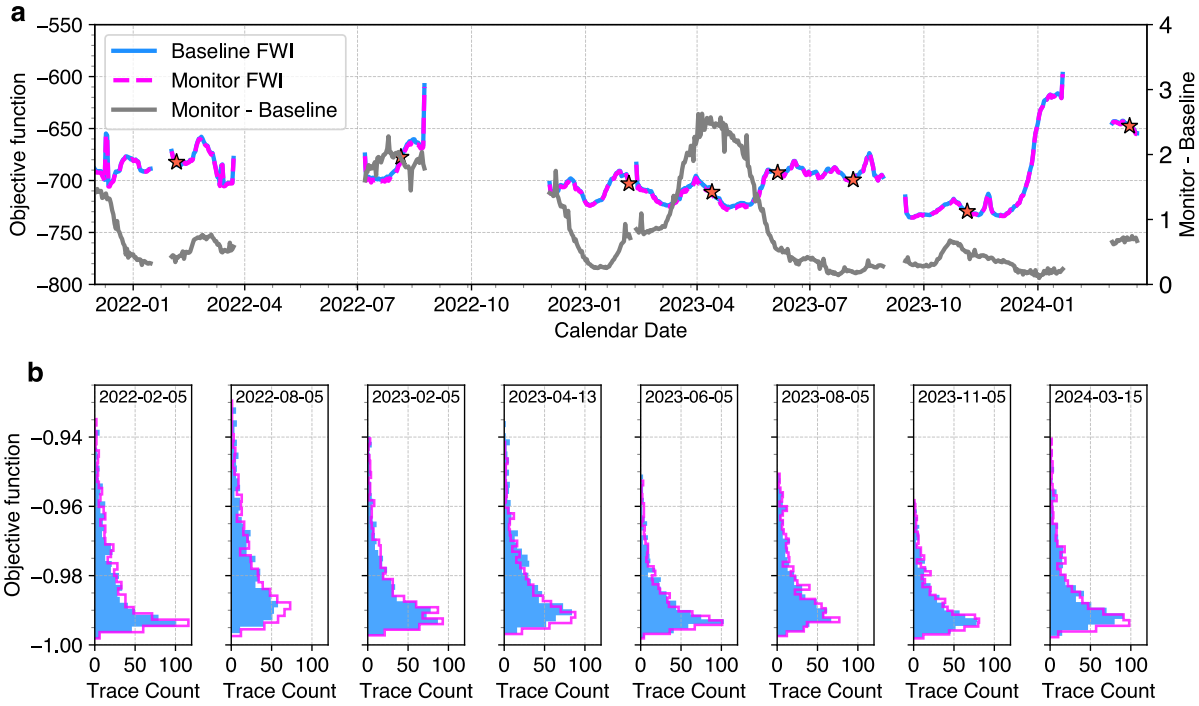 a
−550
−600
−650
−700
−750
−800
Objective function
Baseline FWI
Monitor FWI
Monitor - Baseline
4
3
2
1
0
Monitor - Baseline
2022-01 2022-04 2022-07 2022-10 2023-01 2023-04 2023-07 2023-10 2024-01
Calendar Date
b
2022-02-05 2022-08-05 2023-02-05 2023-04-13 2023-06-05 2023-08-05 2023-11-05 2024-03-15
−0.94
−0.96
−0.98
−1.00
Objective function
0 50 100 0 50 100 0 50 100 0 50 100 0 50 100 0 50 100 0 50 100 0 50 100
Trace Count Trace Count Trace Count Trace Count Trace Count Trace Count Trace Count Trace Count